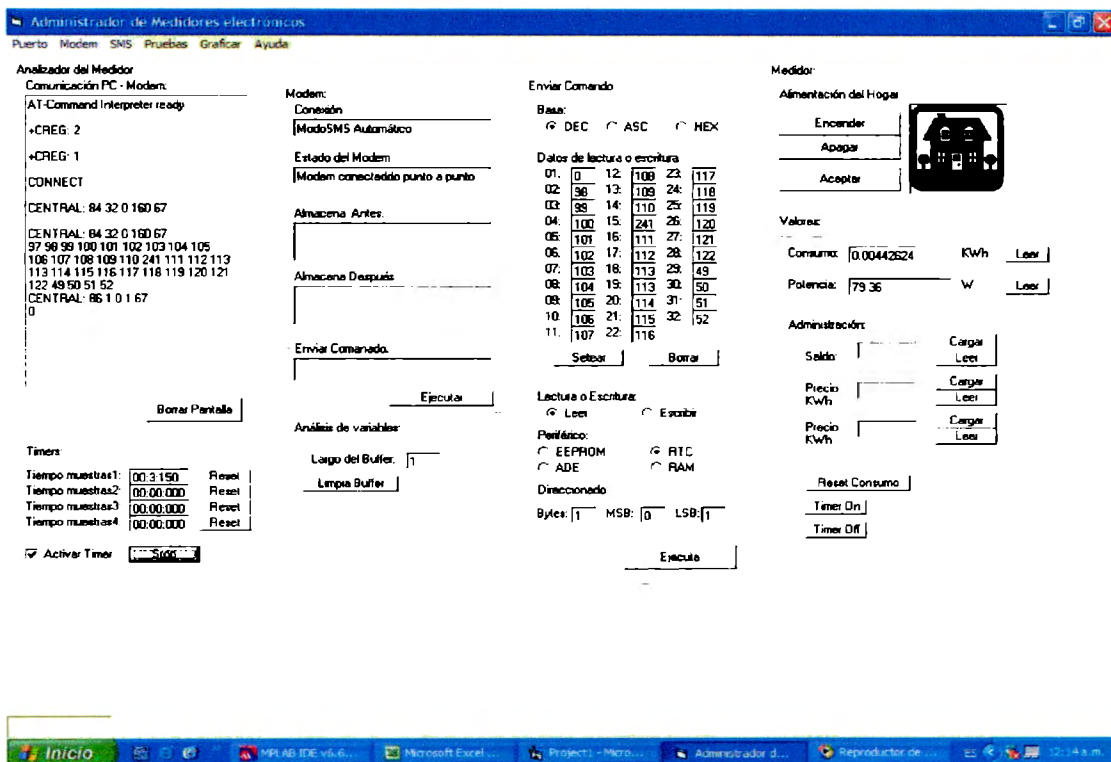 Administrador de Medidores electrónicos
Puerto Modem SMS Pruebas Graficar Ayuda
Analizador del Medidor
Comunicación PC - Modem:
AT-Command Interpreter ready
+CREG: 2
+CREG: 1
CONNECT
CENTRAL: 84 32 0 160 67
CENTRAL: 84 32 0 160 67
97 98 99 100 101 102 103 104 105
106 107 108 109 110 241 111 112 113
113 114 115 116 117 118 119 120 121
122 49 50 51 52
CENTRAL: 86 1 0 1 67
0
Borrar Pantalla
Timers
Tiempo muestras1: 00:3:150 Reset
Tiempo muestras2: 00:00:000 Reset
Tiempo muestras3 00:00:000 Reset
Tiempo muestras4 00:00:000 Reset
Activar Timer Stop
Modem:
Conexión
ModoSMS Automático
Estado del Modem
Modem conectaddo punto a punto
Almacena Antes:
Almacena Después
Enviar Comanado.
Ejecutar
Análisis de variables:
Largo del Buffer: 1
Limpia Buffer
Enviar Comando
Base:
DEC ASC HEX
Datos de lectura o escritura
01. 0 12: 108 23: 117
02: 98 13: 109 24: 118
03: 99 14: 110 25: 119
04: 100 15: 241 26: 120
05: 101 16: 111 27: 121
06. 102 17: 112 28: 122
07: 103 18: 113 29: 49
08: 104 19: 113 30: 50
09: 105 20: 114 31: 51
10. 106 21: 115 32: 52
11. 107 22: 116
Setear Borrar
Lectura o Escritura:
Leer Escribir
Periférico:
EEPROM RTC
ADE RAM
Direccionado
Bytes: 1 MSB: 0 LSB: 1
Ejecuta
Medidor:
Alimentación del Hogar
Encender
Apagar
Aceptar
Valores:
Consumo: 0.00442624 KWh Leer
Potencia: 79.36 W Leer
Administración:
Saldo: Cargar
Leer
Precio KWh Cargar
Leer
Precio KWh Cargar
Leer
Reset Consumo
Timer On
Timer Off
Inicio MPLAB IDE v6.6... Microsoft Excel ... Project1 - Micro... Administrador d... Reproductor de ... ES 12:14 a.m.